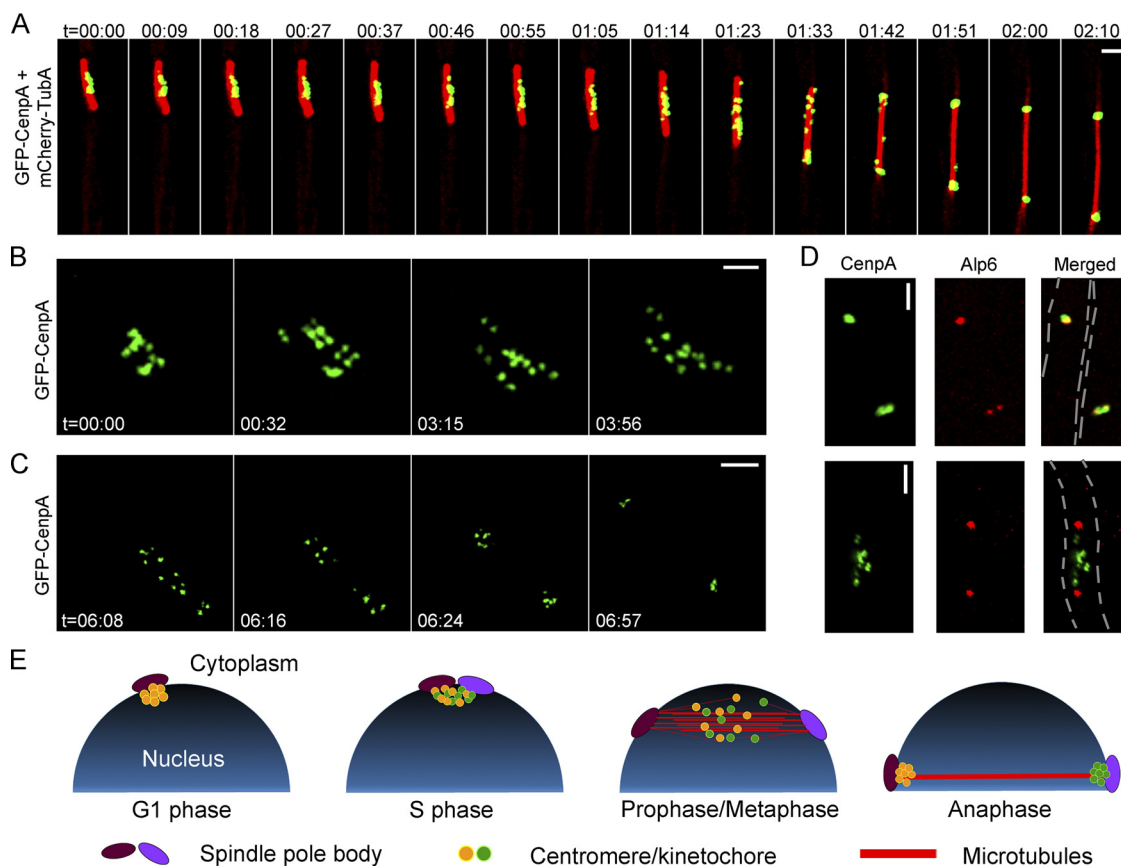 A
t=00:00 00:09 00:18 00:27 00:37 00:46 00:55 01:05 01:14 01:23 01:33 01:42 01:51 02:00 02:10
GFP-CenpA +
mCherry-TubA
B
GFP-CenpA
t=00:00 00:32 03:15 03:56
C
GFP-CenpA
t=06:08 06:16 06:24 06:57
D
CenpA Alp6 Merged
E
Cytoplasm
Nucleus
G1 phase S phase Prophase/Metaphase Anaphase
Spindle pole body Centromere/kinetochore Microtubules